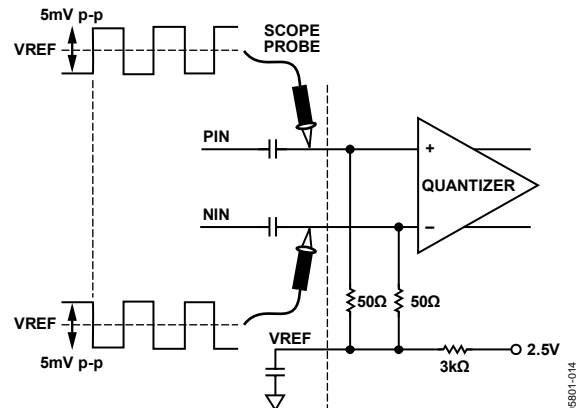 5mV p-p
VREF
SCOPE
PROBE
PIN
+
QUANTIZER
NIN
−
50Ω
50Ω
VREF
5mV p-p
VREF
2.5V
3kΩ
05801-014